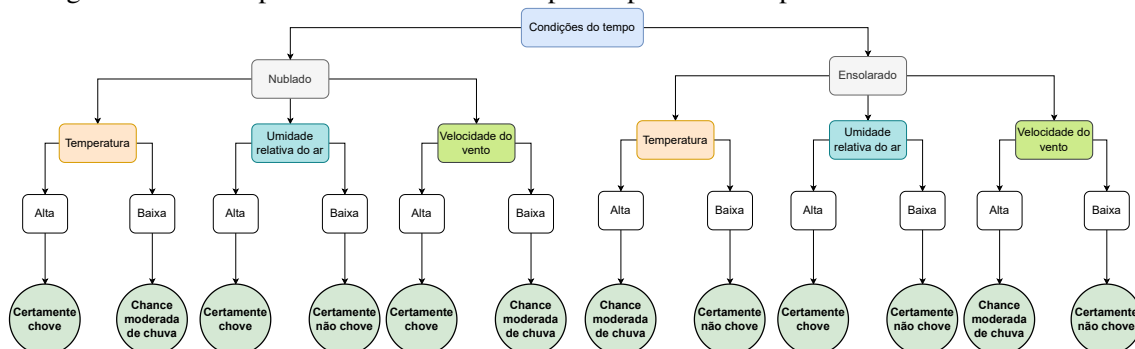 Condições do tempo
Nublado
Ensolarado
Temperatura
Umidade
relativa do ar
Velocidade do
vento
Temperatura
Umidade
relativa do ar
Velocidade do
vento
Alta
Baixa
Alta
Baixa
Alta
Baixa
Alta
Baixa
Alta
Baixa
Alta
Baixa
Certamente
chove
Chance
moderada
de chuva
Certamente
chove
Certamente
não chove
Certamente
chove
Chance
moderada
de chuva
Chance
moderada
de chuva
Certamente
não chove
Certamente
chove
Certamente
não chove
Chance
moderada
de chuva
Certamente
não chove